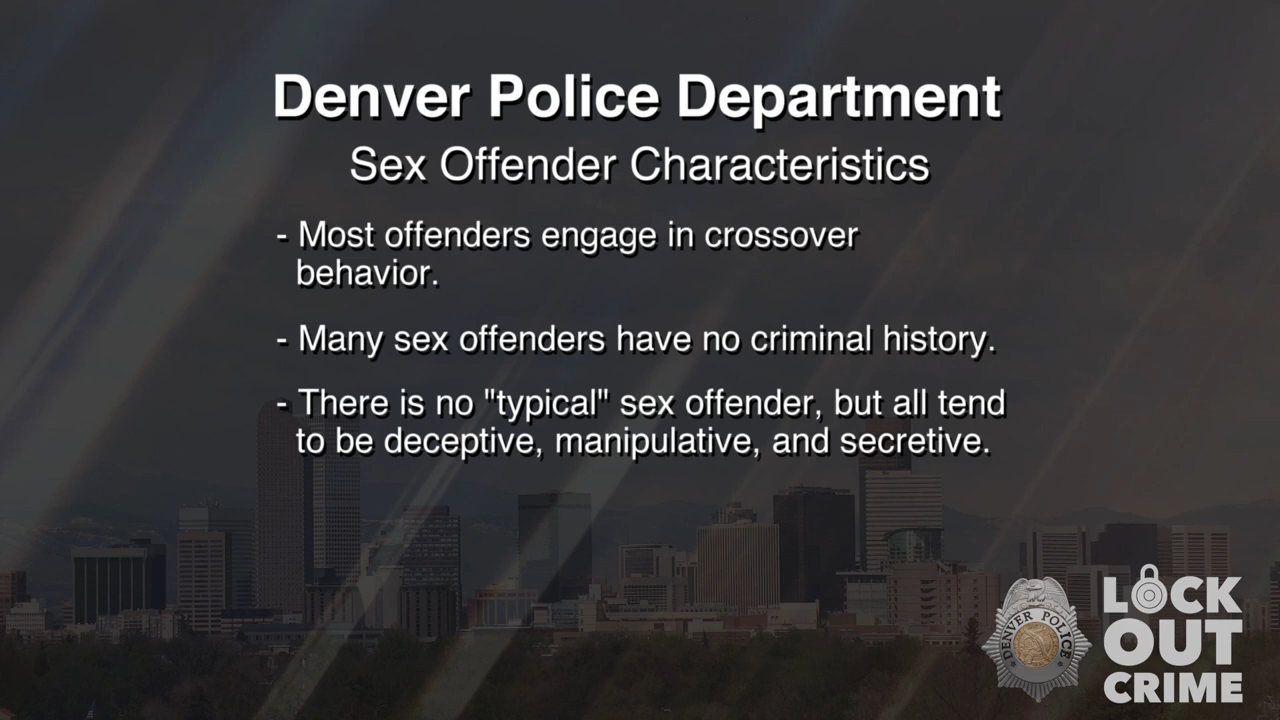 Denver Police Department
Sex Offender Characteristics
- Most offenders engage in crossover
behavior.
- Many sex offenders have no criminal history.
- There is no "typical" sex offender, but all tend
to be deceptive, manipulative, and secretive.
DENVER POLICE
LOCK
OUT
CRIME